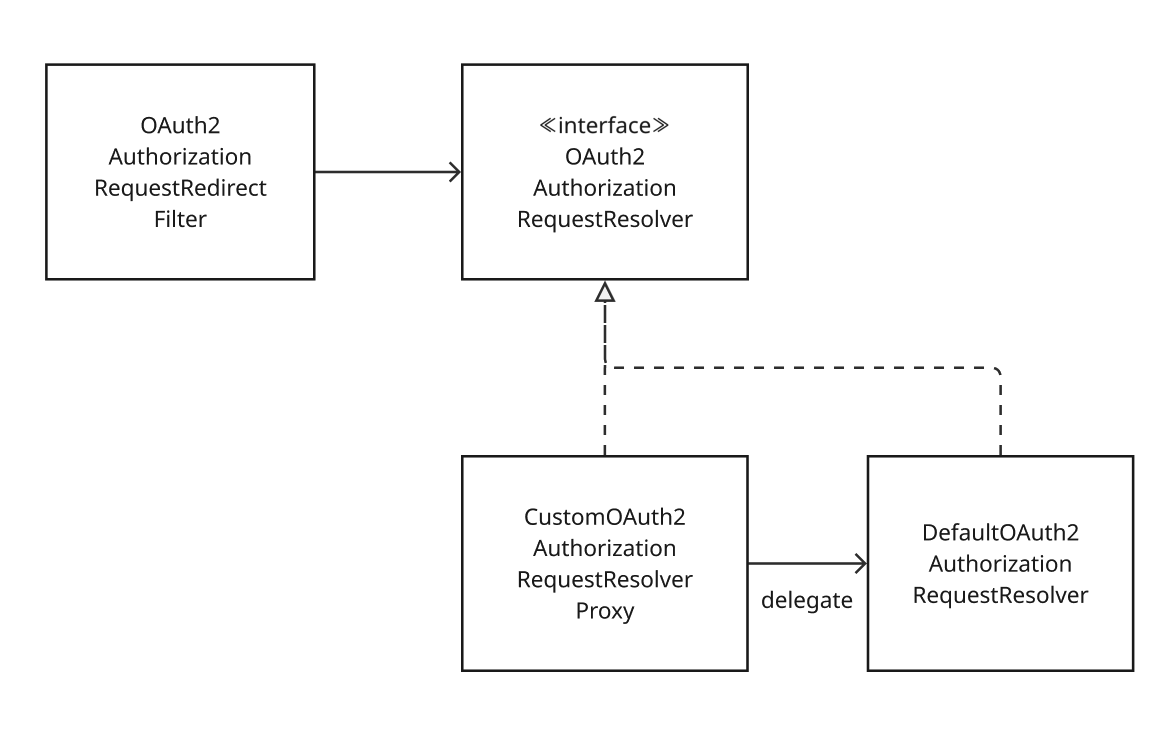 OAuth2
Authorization
RequestRedirect
Filter
≪interface≫
OAuth2
Authorization
RequestResolver
CustomOAuth2
Authorization
RequestResolver
Proxy
delegate
DefaultOAuth2
Authorization
RequestResolver